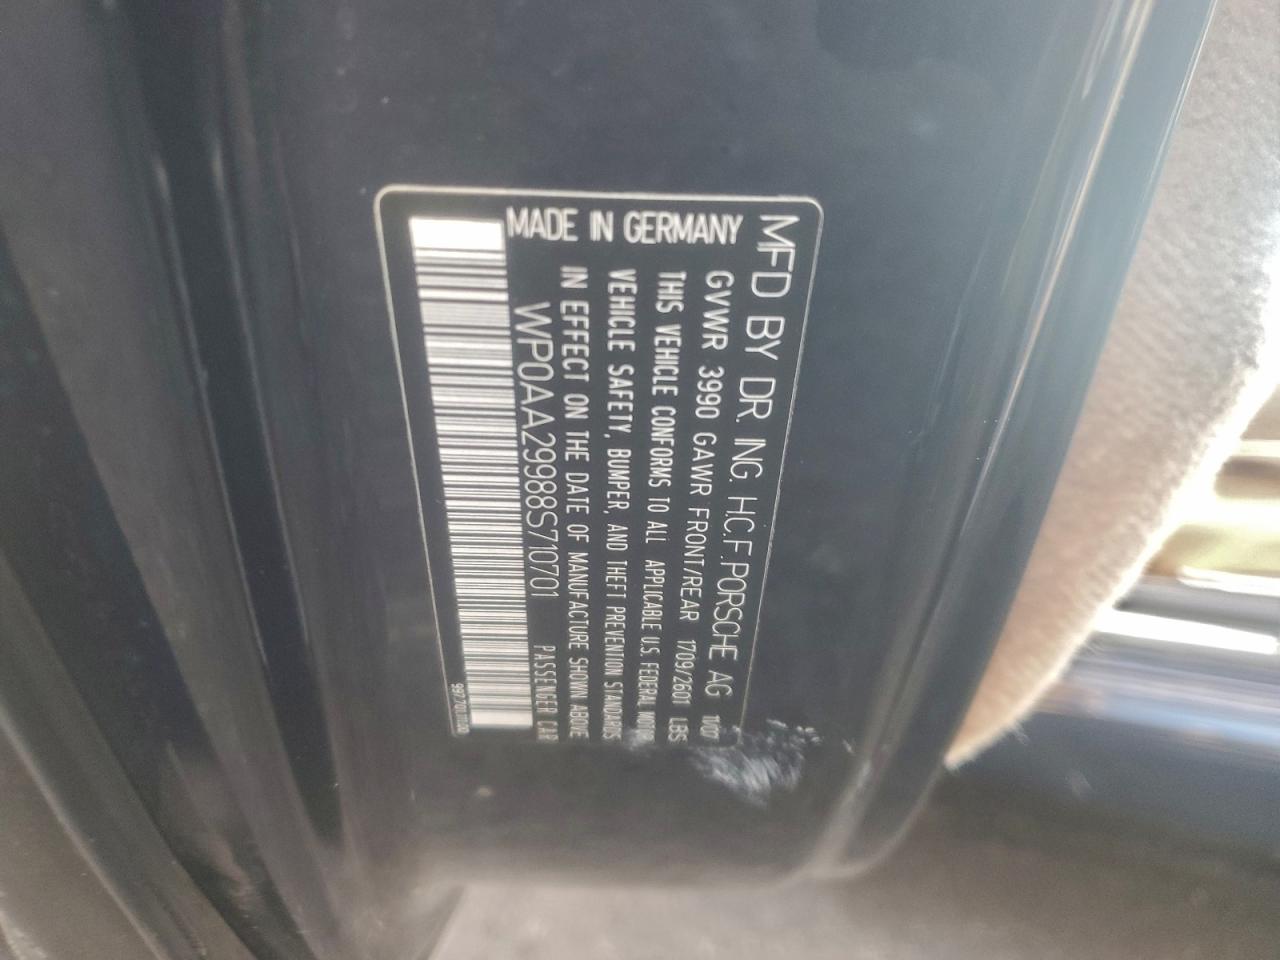 MFD BY DR. ING. H.C.F. PORSCHE AG 10/07
GVWR 3990 GAWR FRONT/REAR 1709/2601 LBS
THIS VEHICLE CONFORMS TO ALL APPLICABLE U.S. FEDERAL MOTOR
VEHICLE SAFETY, BUMPER, AND THEFT PREVENTION STANDARDS
IN EFFECT ON THE DATE OF MANUFACTURE SHOWN ABOVE
WP0AA29988S710701 PASSENGER CAR
MADE IN GERMANY